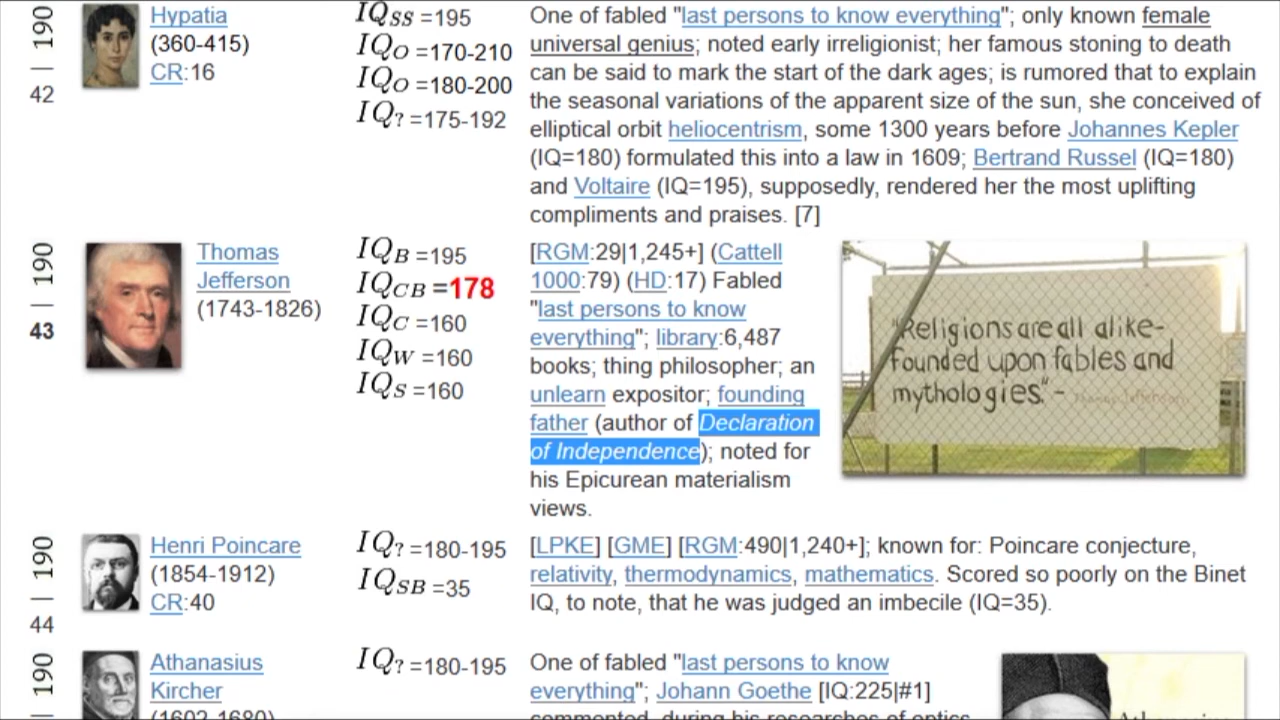 190
—
42
Hypatia
(360-415)
CR:16
IQSS =195
IQO =170-210
IQO =180-200
IQ? =175-192
One of fabled "last persons to know everything"; only known female
universal genius; noted early irreligionist; her famous stoning to death
can be said to mark the start of the dark ages; is rumored that to explain
the seasonal variations of the apparent size of the sun, she conceived of
elliptical orbit heliocentrism, some 1300 years before Johannes Kepler
(IQ=180) formulated this into a law in 1609; Bertrand Russel (IQ=180)
and Voltaire (IQ=195), supposedly, rendered her the most uplifting
compliments and praises. [7]
190
—
43
Thomas
Jefferson
(1743-1826)
IQB =195
IQCB =178
IQC =160
IQW =160
IQS =160
[RGM:29|1,245+] (Cattell
1000:79) (HD:17) Fabled
"last persons to know
everything"; library:6,487
books; thing philosopher; an
unlearn expositor; founding
father (author of Declaration
of Independence); noted for
his Epicurean materialism
views.
"Religions are all alike-
founded upon fables and
mythologies." - Thomas Jefferson
190
—
44
Henri Poincare
(1854-1912)
CR:40
IQ? =180-195
IQSB =35
[LPKE] [GME] [RGM:490|1,240+]; known for: Poincare conjecture,
relativity, thermodynamics, mathematics. Scored so poorly on the Binet
IQ, to note, that he was judged an imbecile (IQ=35).
190
Athanasius
Kircher
(1602-1680)
IQ? =180-195
One of fabled "last persons to know
everything"; Johann Goethe [IQ:225|#1]
commented, during his researches of optics
Athanasius